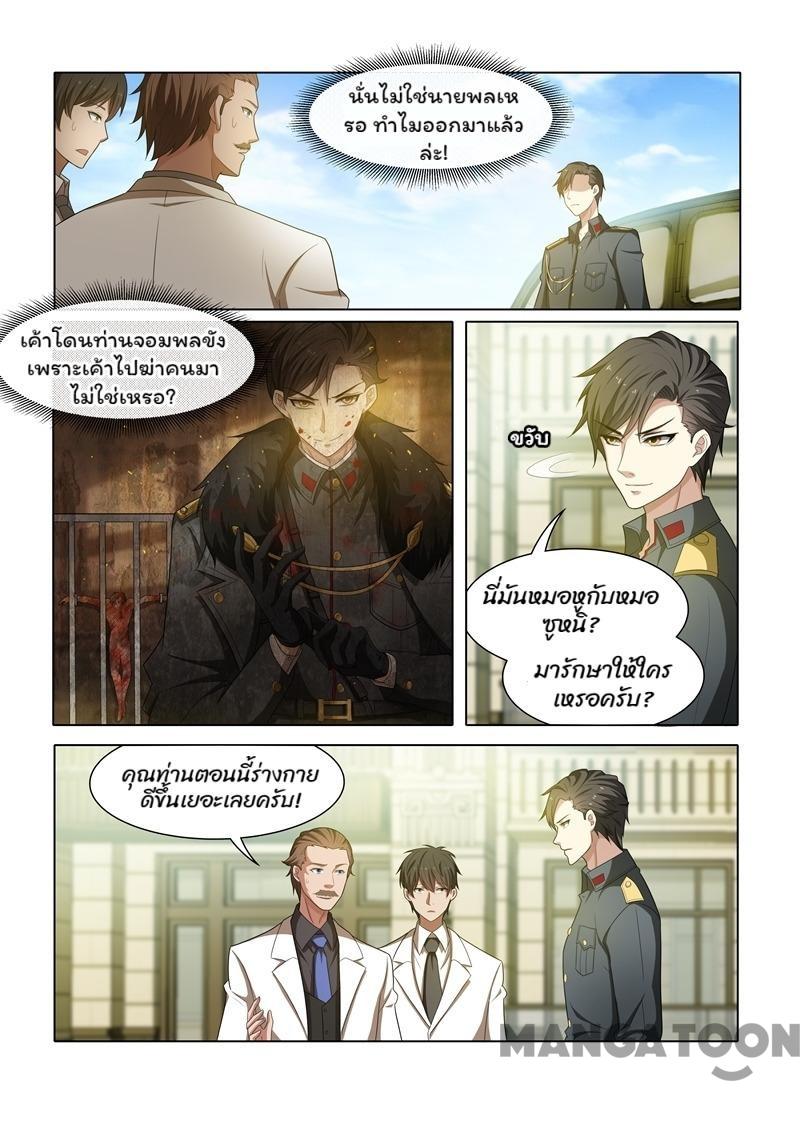 นั่นไม่ใช่นายพลเห
รอ ทำไมออกมาแล้ว
ล่ะ!
เค้าโดนท่านจอมพลขัง
เพราะเค้าไปฆ่าคนมา
ไม่ใช่เหรอ?
ขวับ
นี่มันหมอหูกับหมอ
ซูหนิ?
มารักษาให้ใคร
เหรอครับ?
คุณท่านตอนนี้ร่างกาย
ดีขึ้นเยอะเลยครับ!
MANGATOON